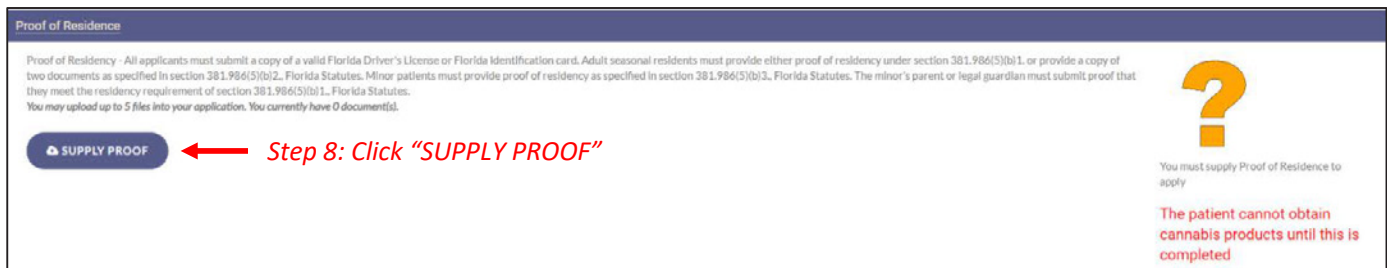 Proof of Residence
Proof of Residency - All applicants must submit a copy of a valid Florida Driver's License or Florida Identification card. Adult seasonal residents must provide either proof of residency under section 381.986(5)(b)1. or provide a copy of
two documents as specified in section 381.986(5)(b)2., Florida Statutes. Minor patients must provide proof of residency as specified in section 381.986(5)(b)3., Florida Statutes. The minor's parent or legal guardian must submit proof that
they meet the residency requirement of section 381.986(5)(b)1., Florida Statutes.
You may upload up to 5 files into your application. You currently have 0 document(s).
SUPPLY PROOF
Step 8: Click “SUPPLY PROOF”
?
You must supply Proof of Residence to
apply
The patient cannot obtain
cannabis products until this is
completed